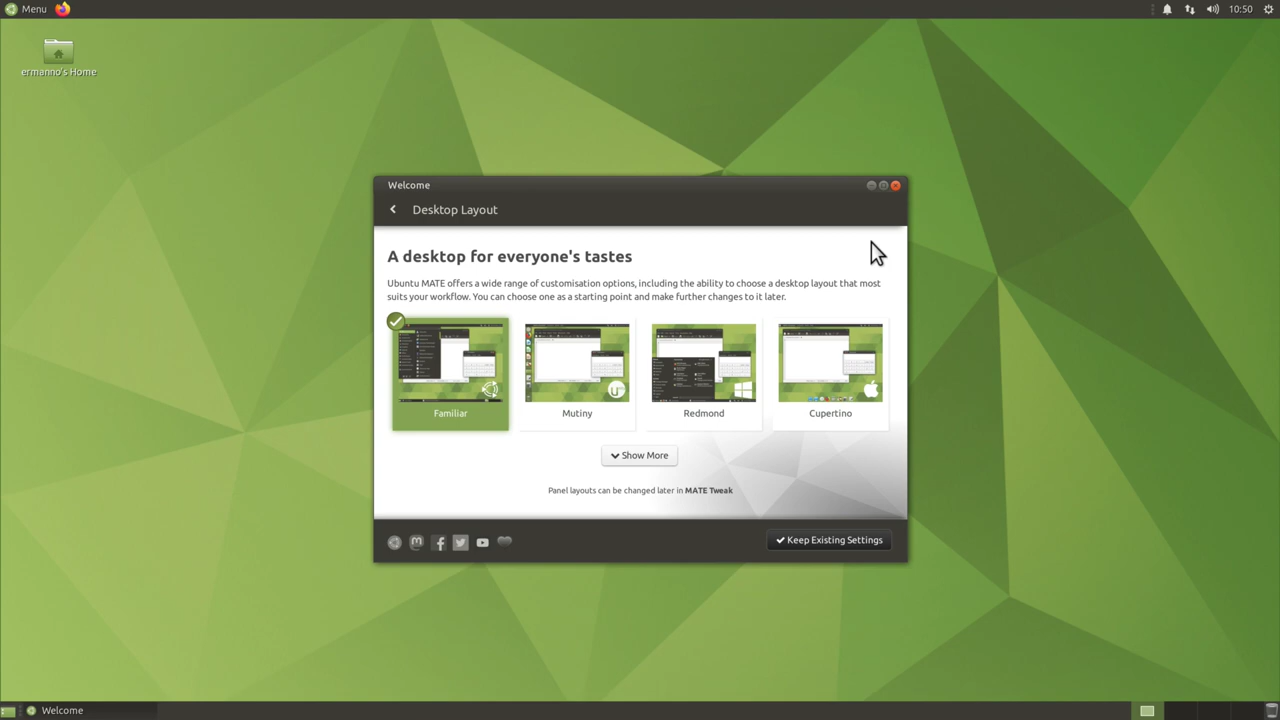 Menu
10:50
ermanno's Home
Welcome
Desktop Layout
A desktop for everyone's tastes
Ubuntu MATE offers a wide range of customisation options, including the ability to choose a desktop layout that most
suits your workflow. You can choose one as a starting point and make further changes to it later.
Familiar
Mutiny
Redmond
Cupertino
Show More
Panel layouts can be changed later in MATE Tweak
Keep Existing Settings
Welcome